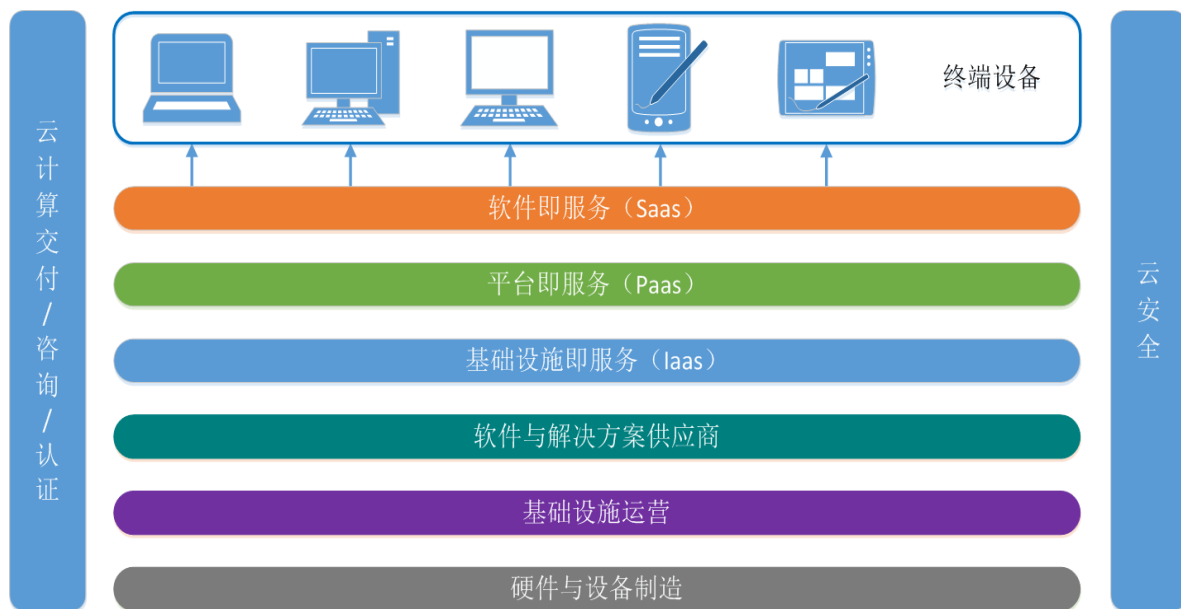 云计算交付/咨询/认证
终端设备
软件即服务（Saas）
平台即服务（Paas）
基础设施即服务（Iaas）
软件与解决方案供应商
基础设施运营
硬件与设备制造
云安全